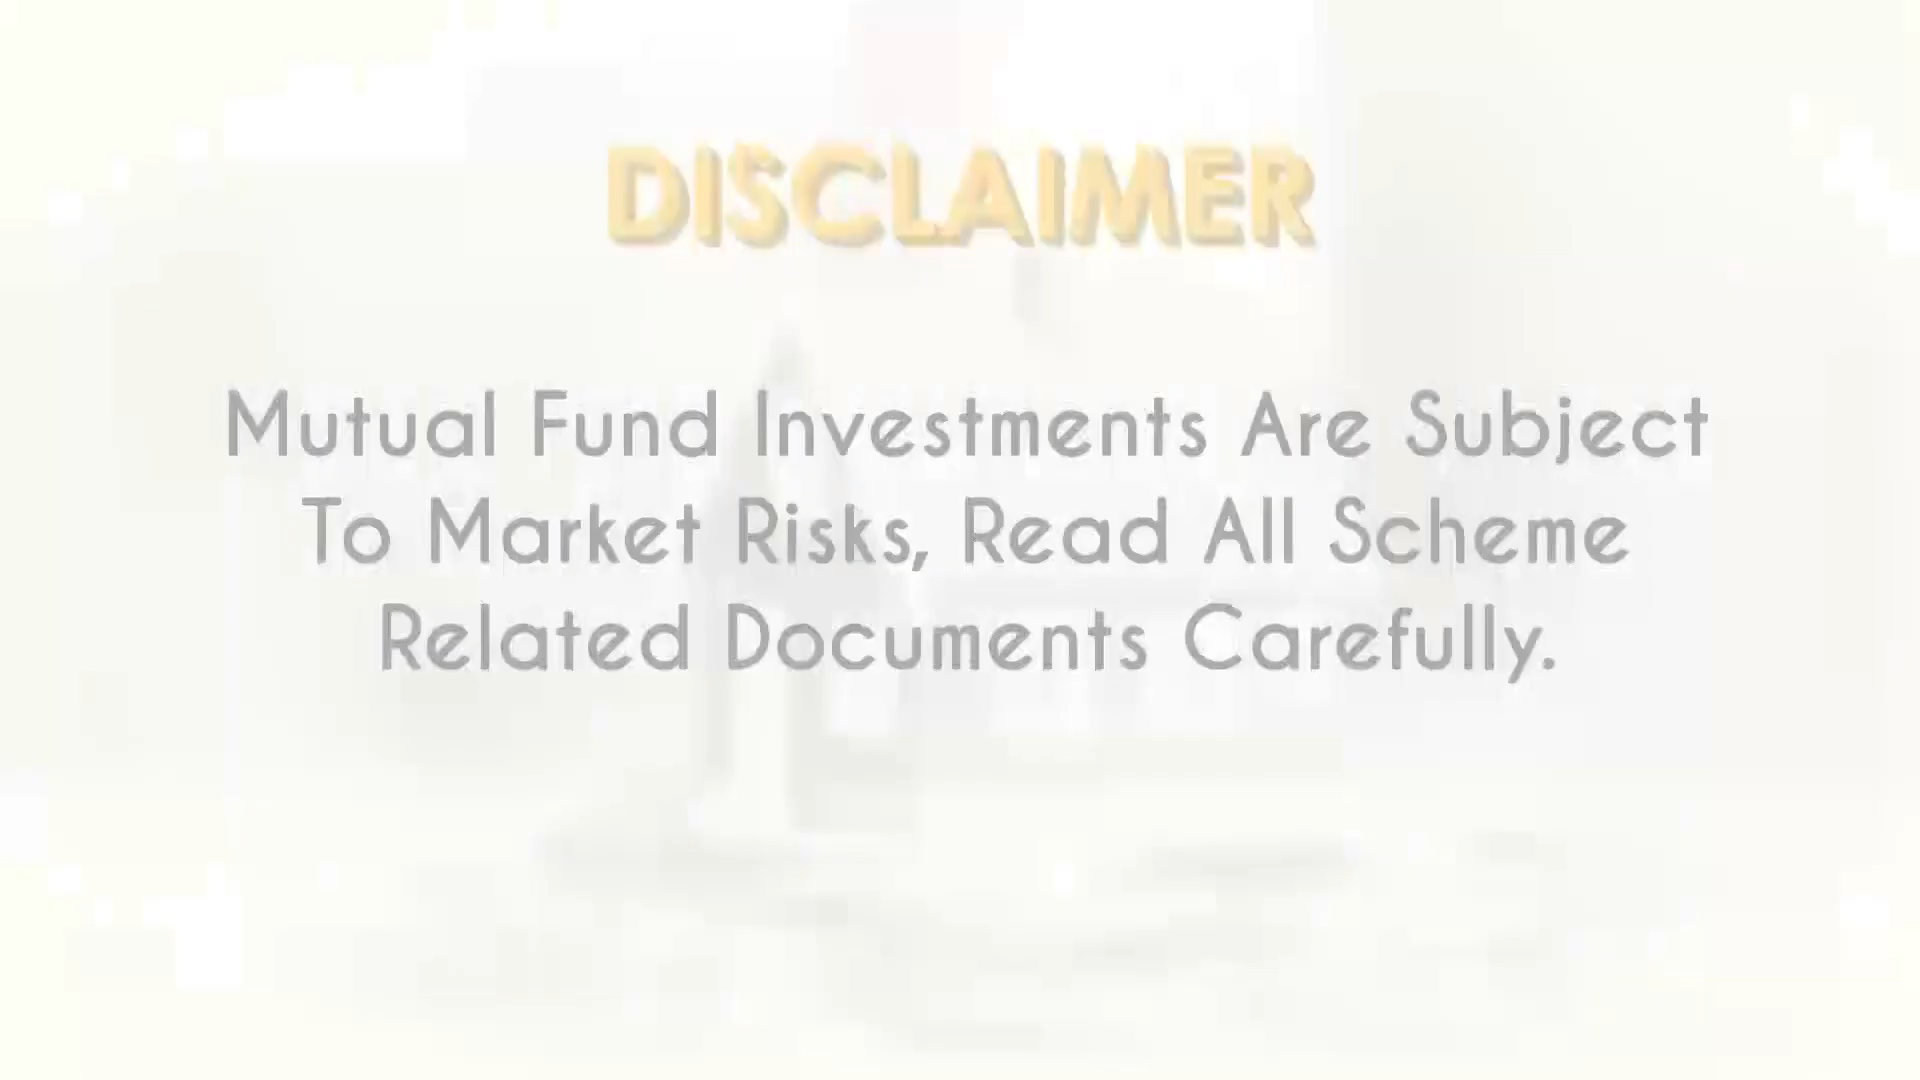 DISCLAIMER
Mutual Fund Investments Are Subject
To Market Risks, Read All Scheme
Related Documents Carefully.